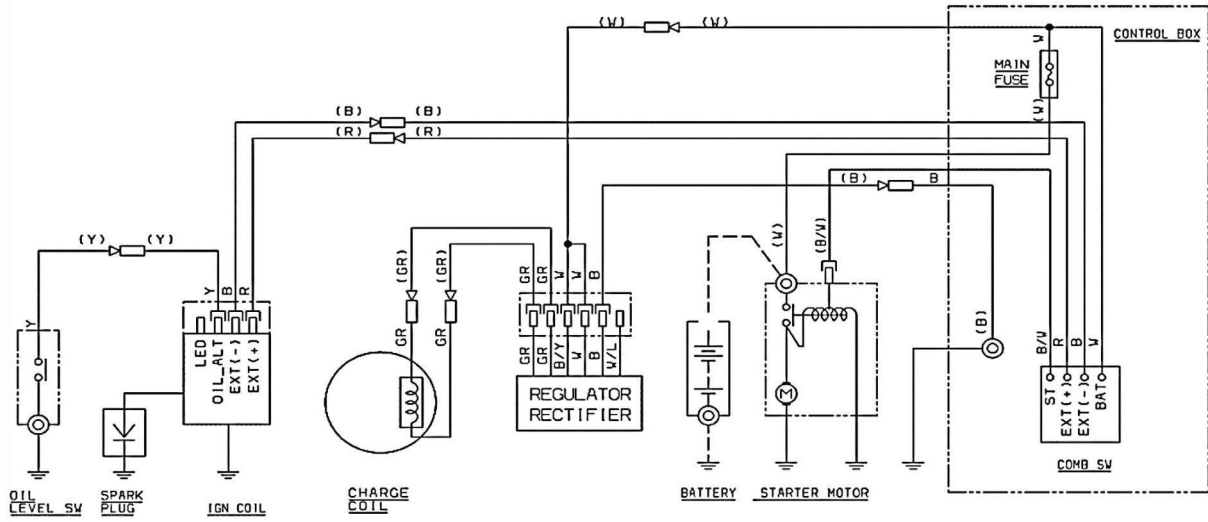 (W) (W)
W
CONTROL BOX
MAIN
FUSE
(W)
(B) (B)
(R) (R)
(B) B
(Y) (Y)
(GR) (GR)
GR GR W W B
(W)
(B/W)
Y B R
Y
LED
OIL_ALT
EXT(-)
EXT(+)
GR GR
GR GR B/Y W B W/L
(B)
B/W R B W
REGULATOR
RECTIFIER
M
ST
EXT(+)
EXT(-)
BAT
COMB SW
OIL
LEVEL SW
SPARK
PLUG
IGN COIL
CHARGE
COIL
BATTERY
STARTER MOTOR